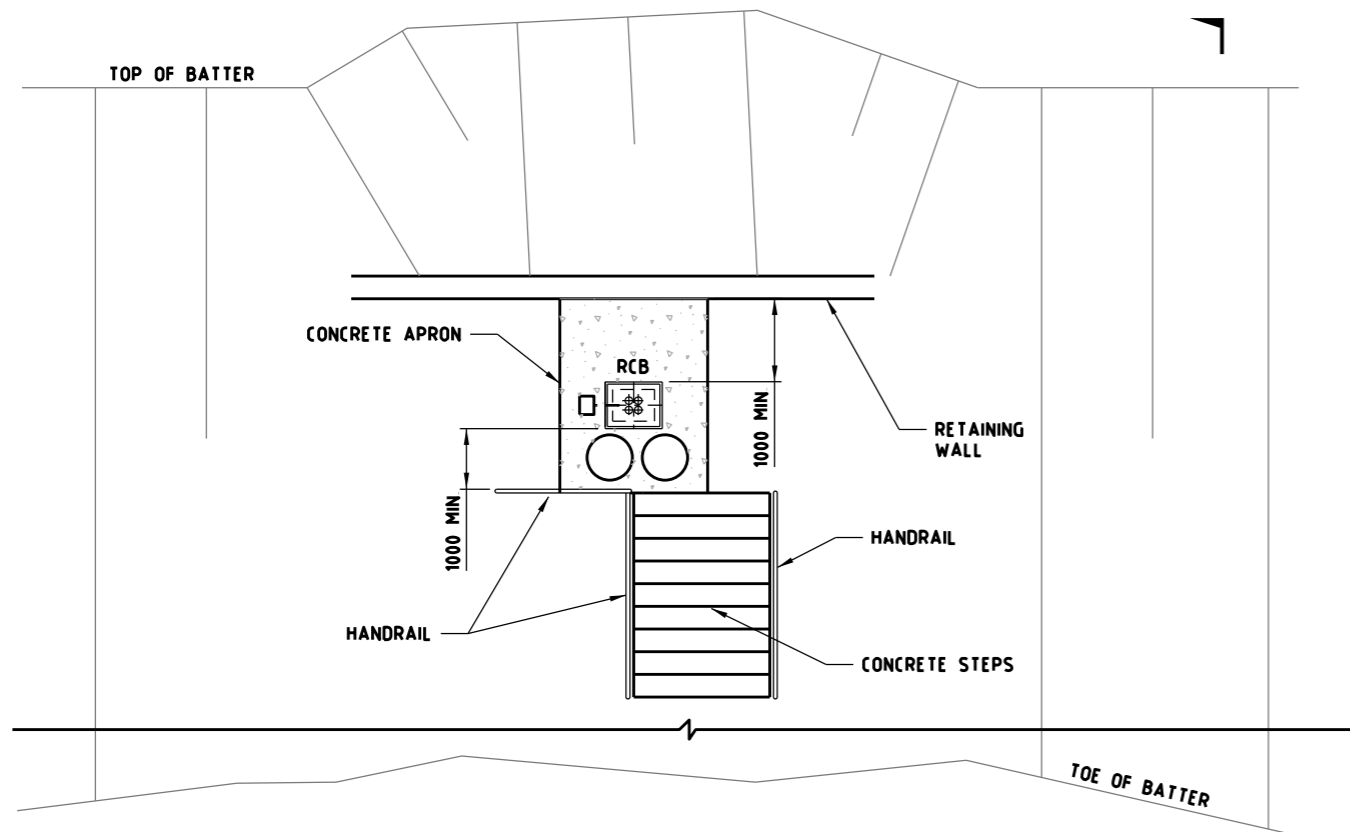 TOP OF BATTER
CONCRETE APRON
RCB
1000 MIN
RETAINING
WALL
1000 MIN
HANDRAIL
HANDRAIL
CONCRETE STEPS
TOE OF BATTER